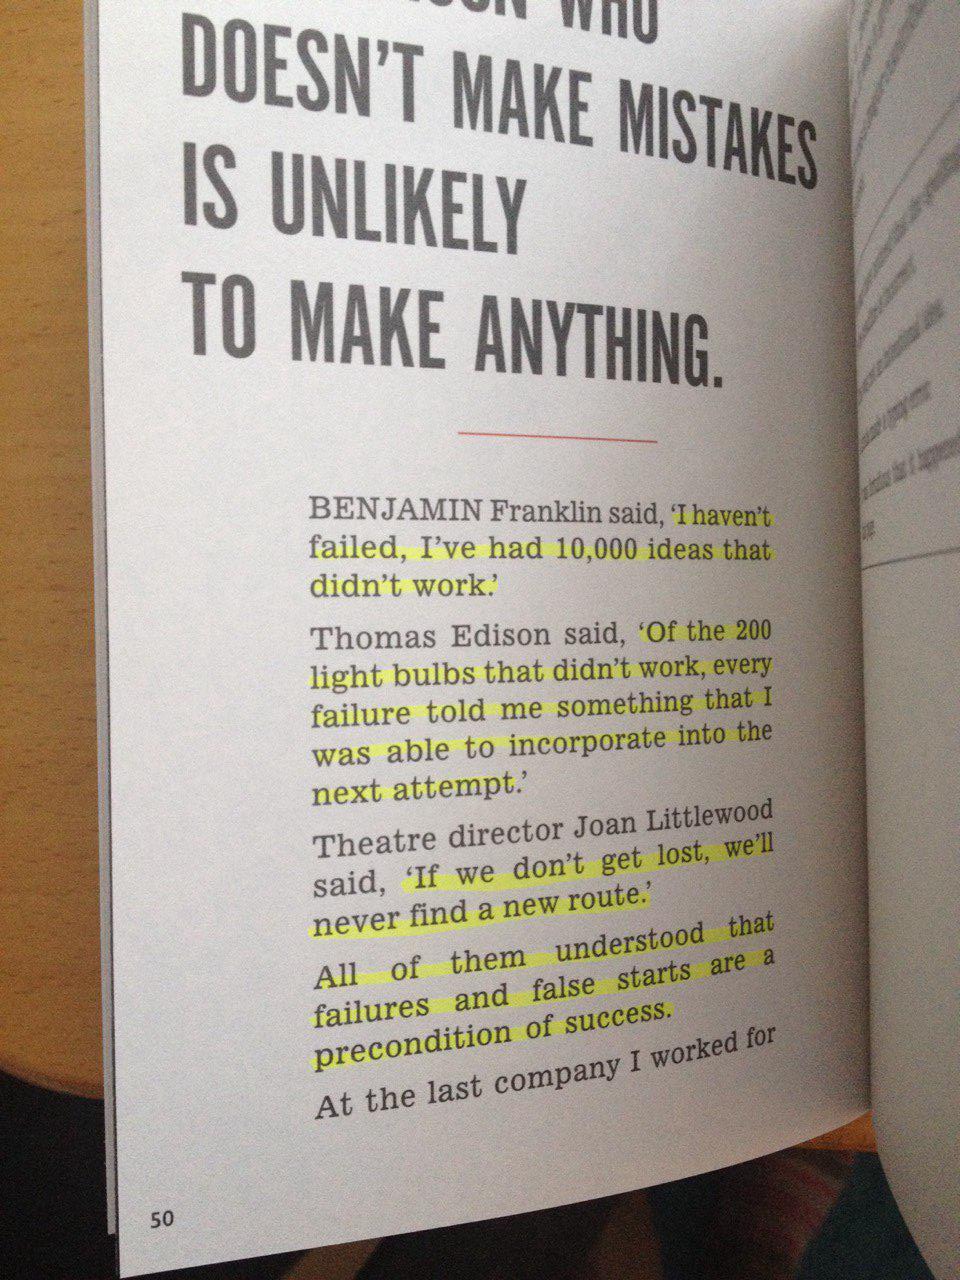 WHO
DOESN'T MAKE MISTAKES
IS UNLIKELY
TO MAKE ANYTHING.
BENJAMIN Franklin said, ‘I haven’t
failed, I’ve had 10,000 ideas that
didn’t work.’
Thomas Edison said, ‘Of the 200
light bulbs that didn’t work, every
failure told me something that I
was able to incorporate into the
next attempt.’
Theatre director Joan Littlewood
said, ‘If we don’t get lost, we’ll
never find a new route.’
All of them understood that
failures and false starts are a
precondition of success.
At the last company I worked for
50